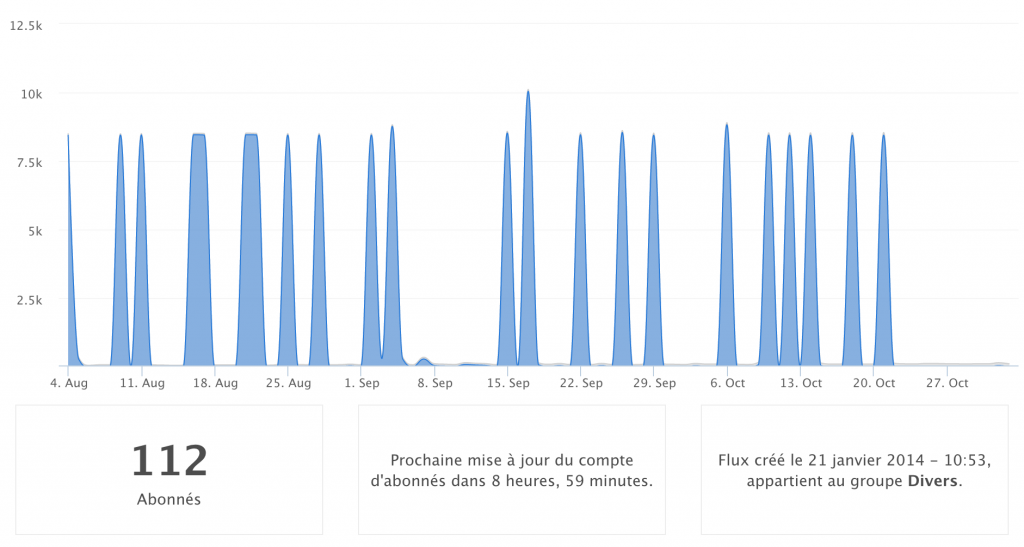 12.5k
10k
7.5k
5k
2.5k
4. Aug 11. Aug 18. Aug 25. Aug 1. Sep 8. Sep 15. Sep 22. Sep 29. Sep 6. Oct 13. Oct 20. Oct 27. Oct
112
Abonnés
Prochaine mise à jour du compte
d'abonnés dans 8 heures, 59 minutes.
Flux créé le 21 janvier 2014 - 10:53,
appartient au groupe Divers.